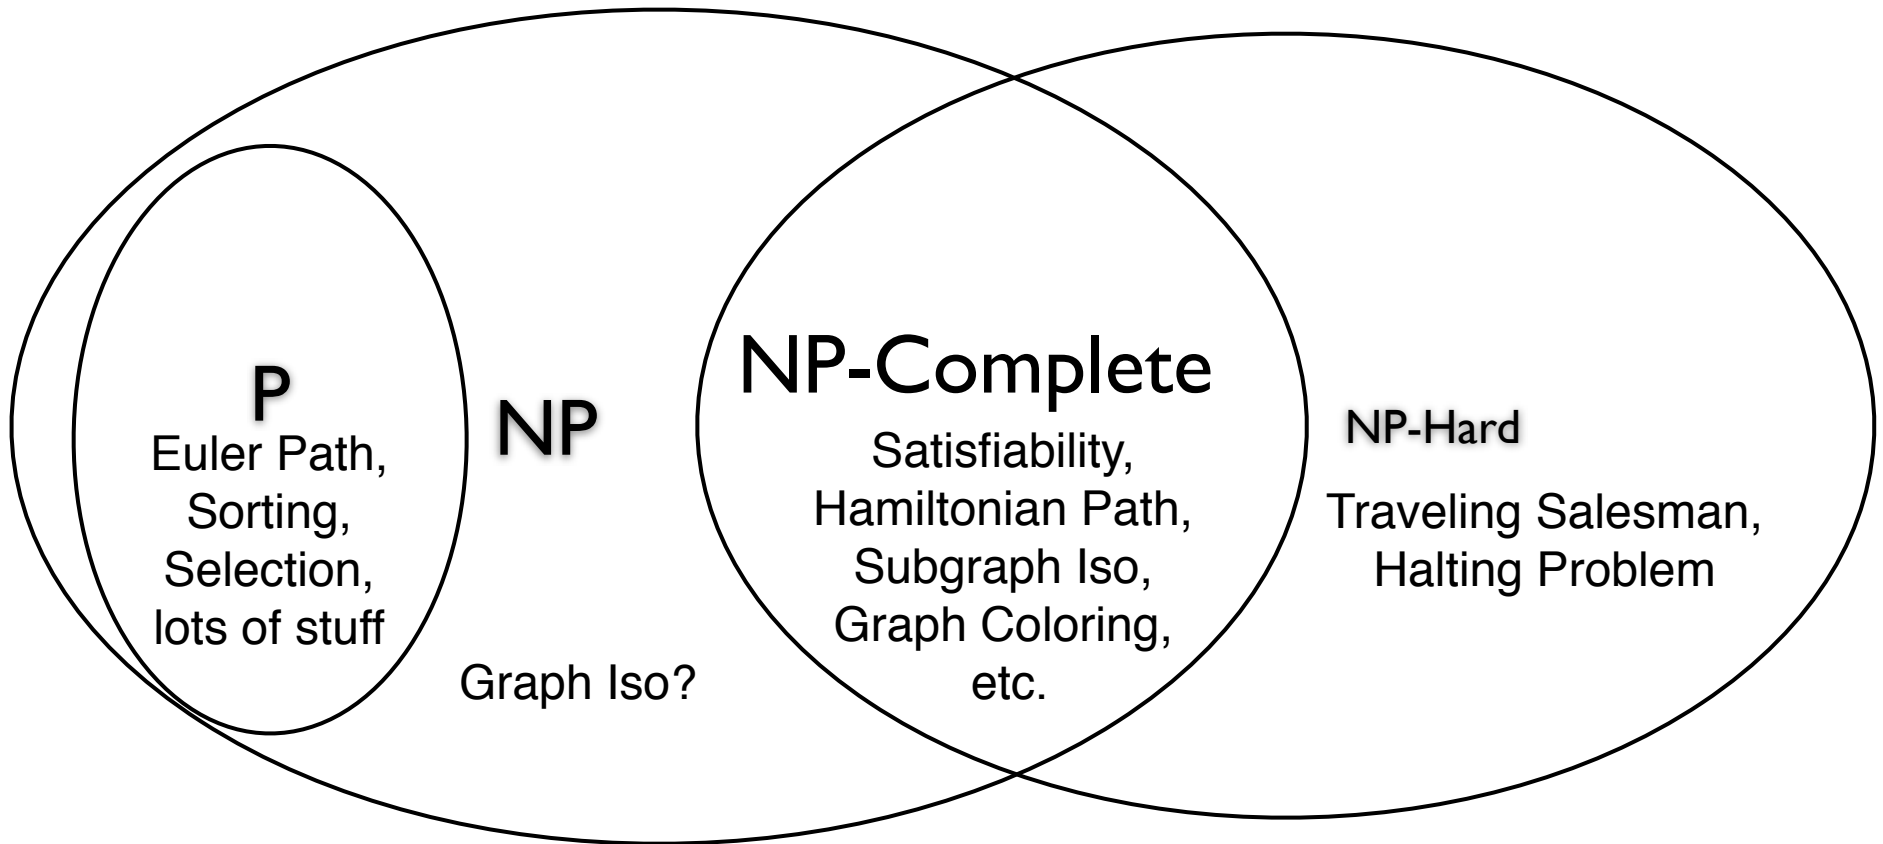 P
Euler Path,
Sorting,
Selection,
lots of stuff
NP
Graph Iso?
NP-Complete
Satisfiability,
Hamiltonian Path,
Subgraph Iso,
Graph Coloring,
etc.
NP-Hard
Traveling Salesman,
Halting Problem